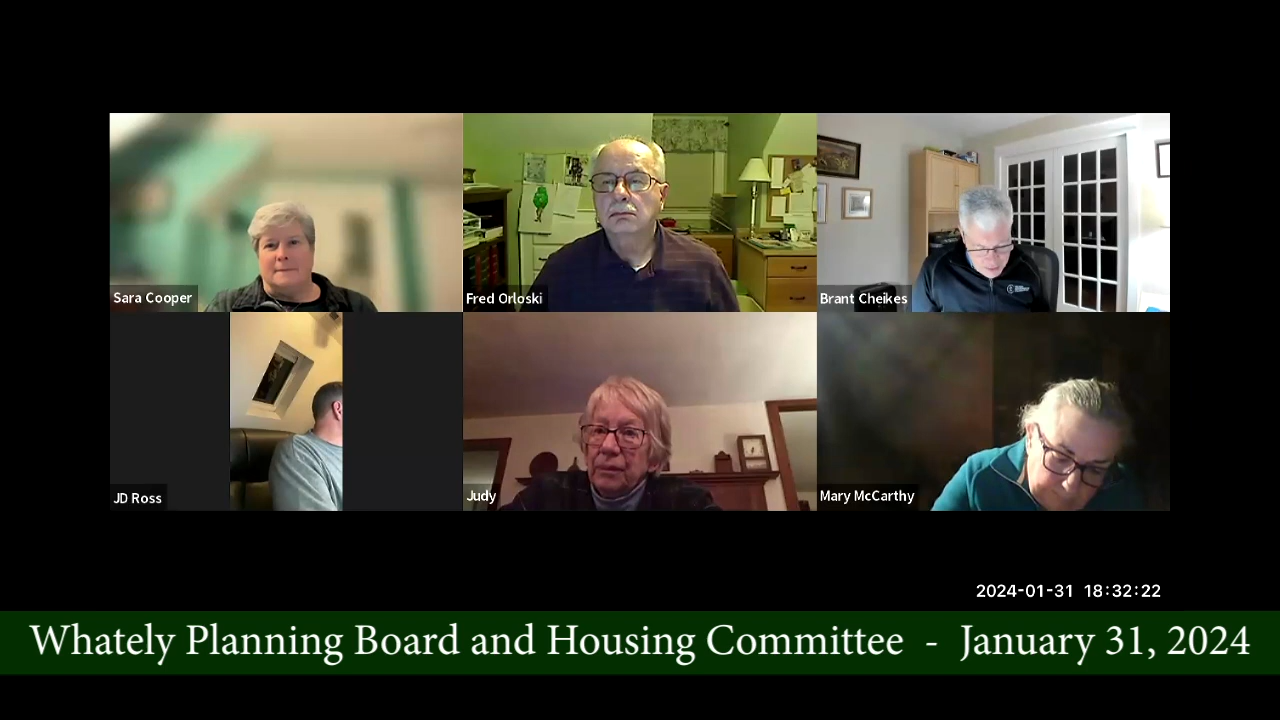 Sara Cooper
Fred Orloski
Brant Cheikes
JD Ross
Judy
Mary McCarthy
2024-01-31 18:32:22
Whately Planning Board and Housing Committee - January 31, 2024